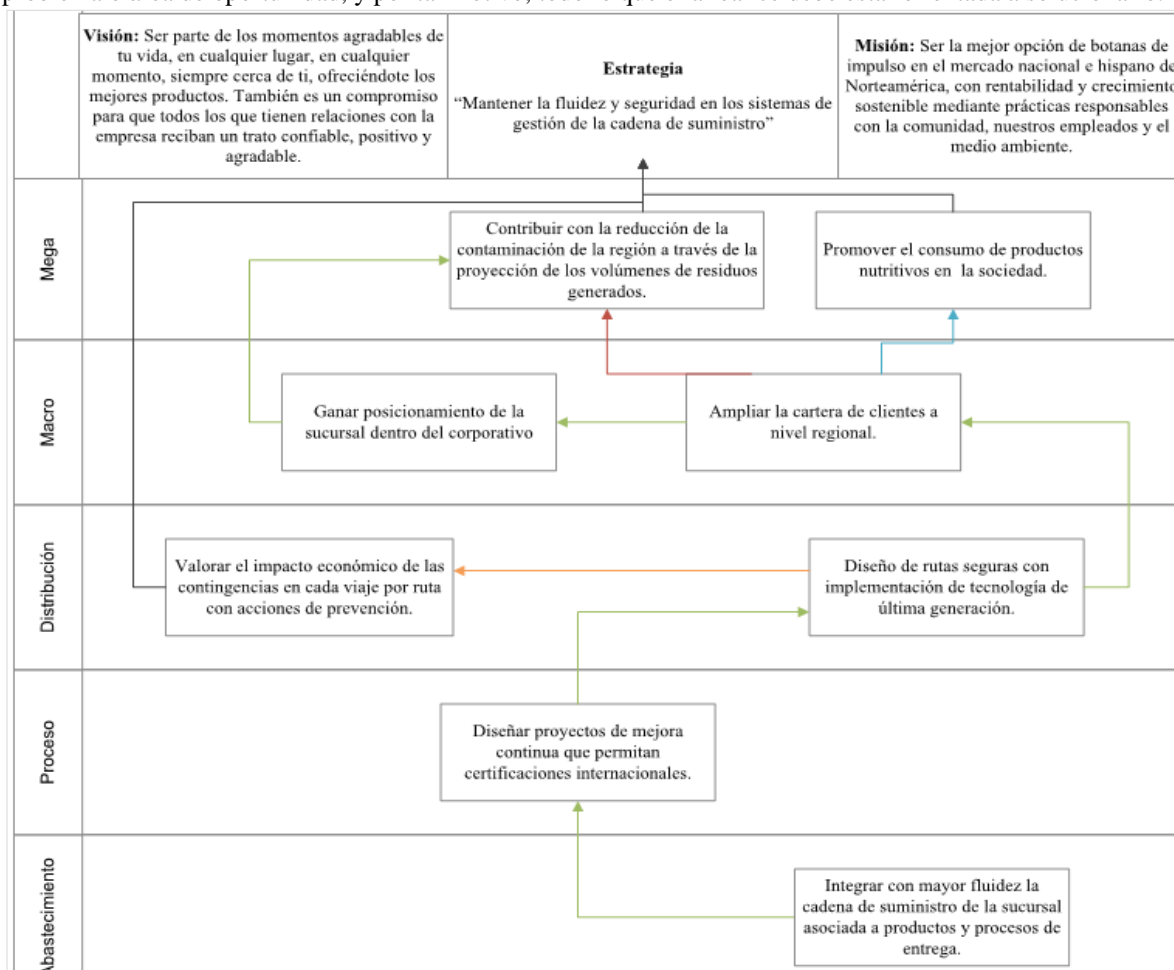 Visión: Ser parte de los momentos agradables de
tu vida, en cualquier lugar, en cualquier
momento, siempre cerca de ti, ofreciéndote los
mejores productos. También es un compromiso
para que todos los que tienen relaciones con la
empresa reciban un trato confiable, positivo y
agradable.
Estrategia
“Mantener la fluidez y seguridad en los sistemas de
gestión de la cadena de suministro”
Misión: Ser la mejor opción de botanas de
impulso en el mercado nacional e hispano de
Norteamérica, con rentabilidad y crecimiento
sostenible mediante prácticas responsables
con la comunidad, nuestros empleados y el
medio ambiente.
Mega
Contribuir con la reducción de la
contaminación de la región a través de la
proyección de los volúmenes de residuos
generados.
Promover el consumo de productos
nutritivos en la sociedad.
Macro
Ganar posicionamiento de la
sucursal dentro del corporativo
Ampliar la cartera de clientes a
nivel regional.
Distribución
Valorar el impacto económico de las
contingencias en cada viaje por ruta
con acciones de prevención.
Diseño de rutas seguras con
implementación de tecnología de
última generación.
Proceso
Diseñar proyectos de mejora
continua que permitan
certificaciones internacionales.
Abastecimiento
Integrar con mayor fluidez la
cadena de suministro de la sucursal
asociada a productos y procesos de
entrega.